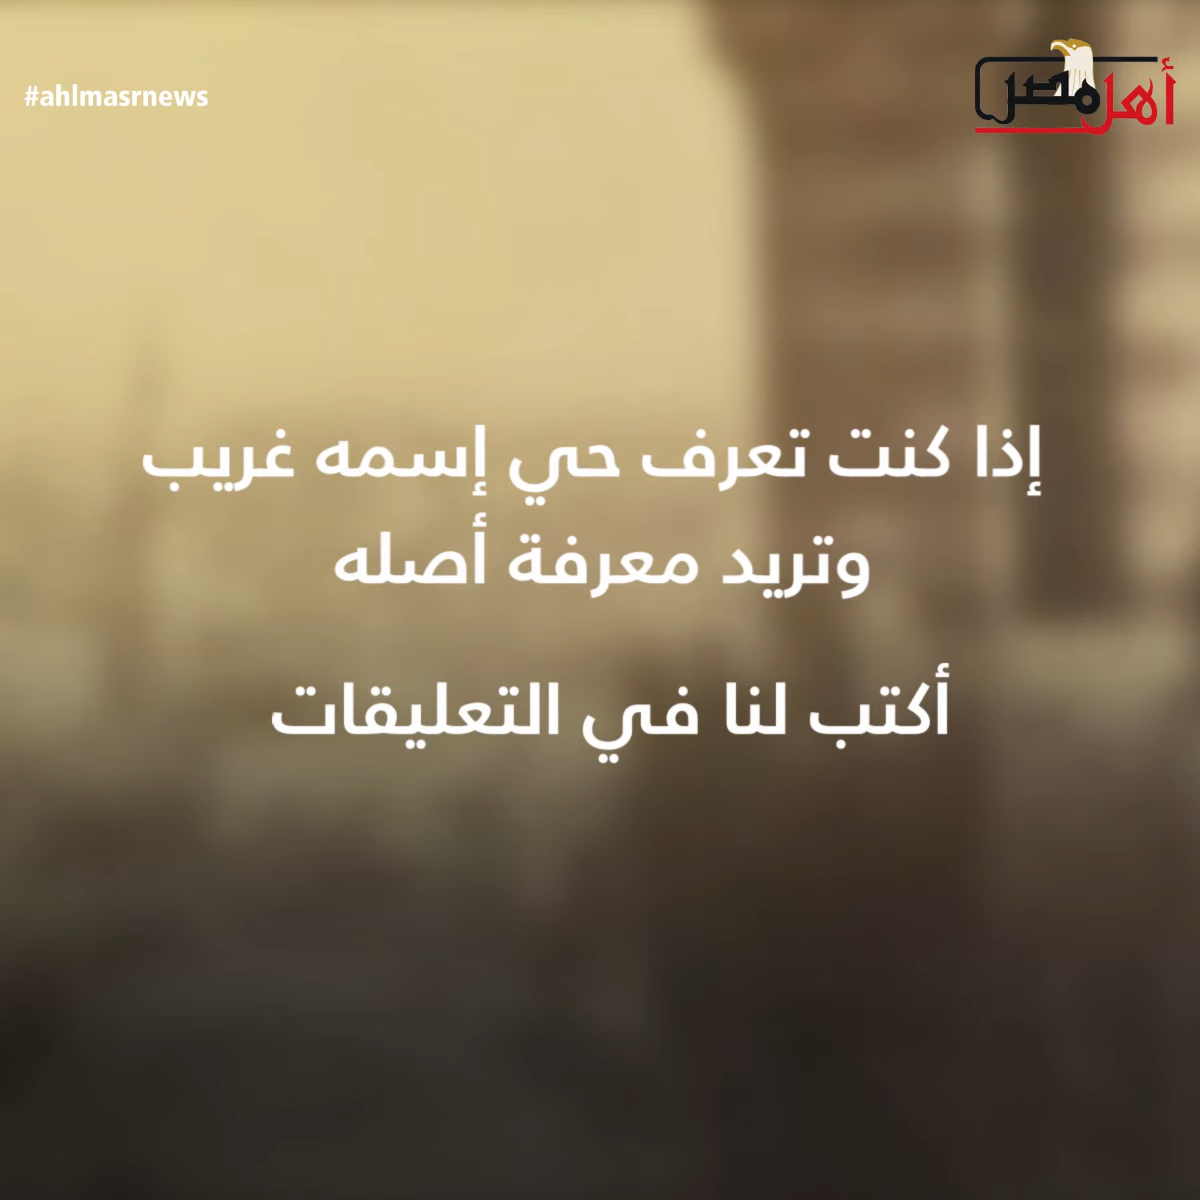 #ahlmasrnews
أهل مصر
إذا كنت تعرف حي إسمه غريب
وتريد معرفة أصله
أكتب لنا في التعليقات